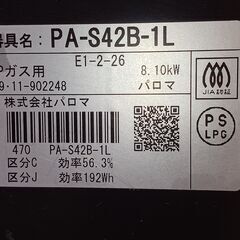 器具名：PA-S42B-1L
E1-2-26
Pガス用 8.10kW
9・11-902248 パロマ
JIA認証
株式会社パロマ
PS
LPG
470 PA-S42B-1L
区分C 効率56.3%
区分J 効率192Wh